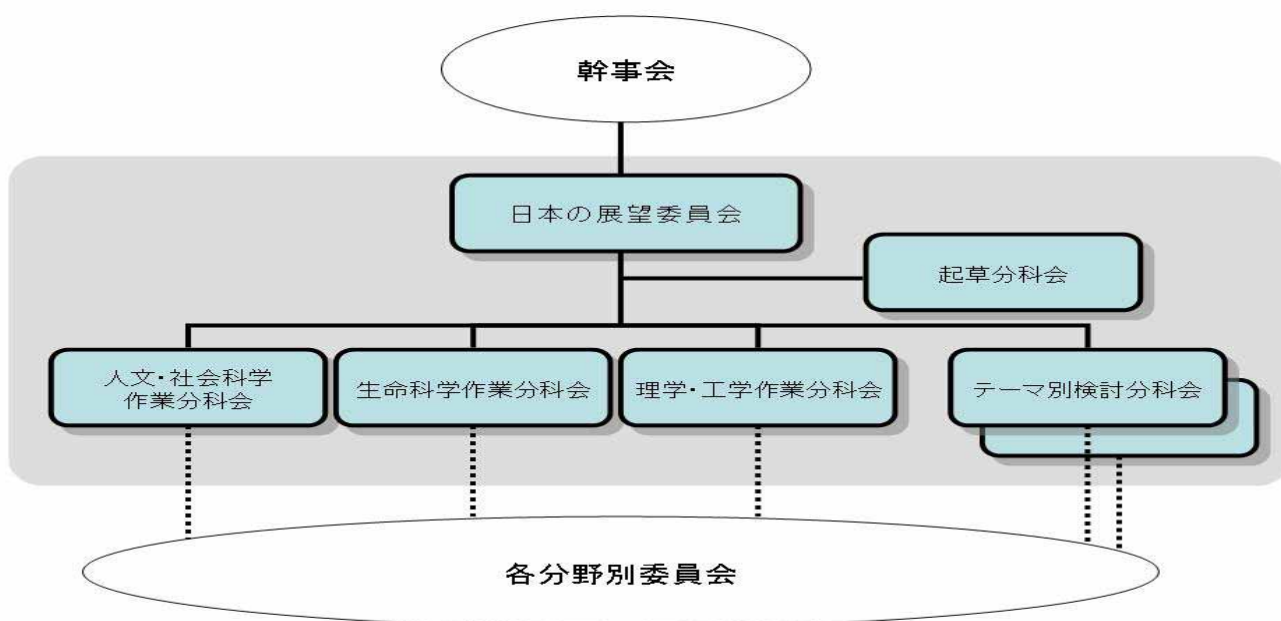 幹事会
日本の展望委員会
起草分科会
人文・社会科学
作業分科会
生命科学作業分科会
理学・工学作業分科会
テーマ別検討分科会
各分野別委員会